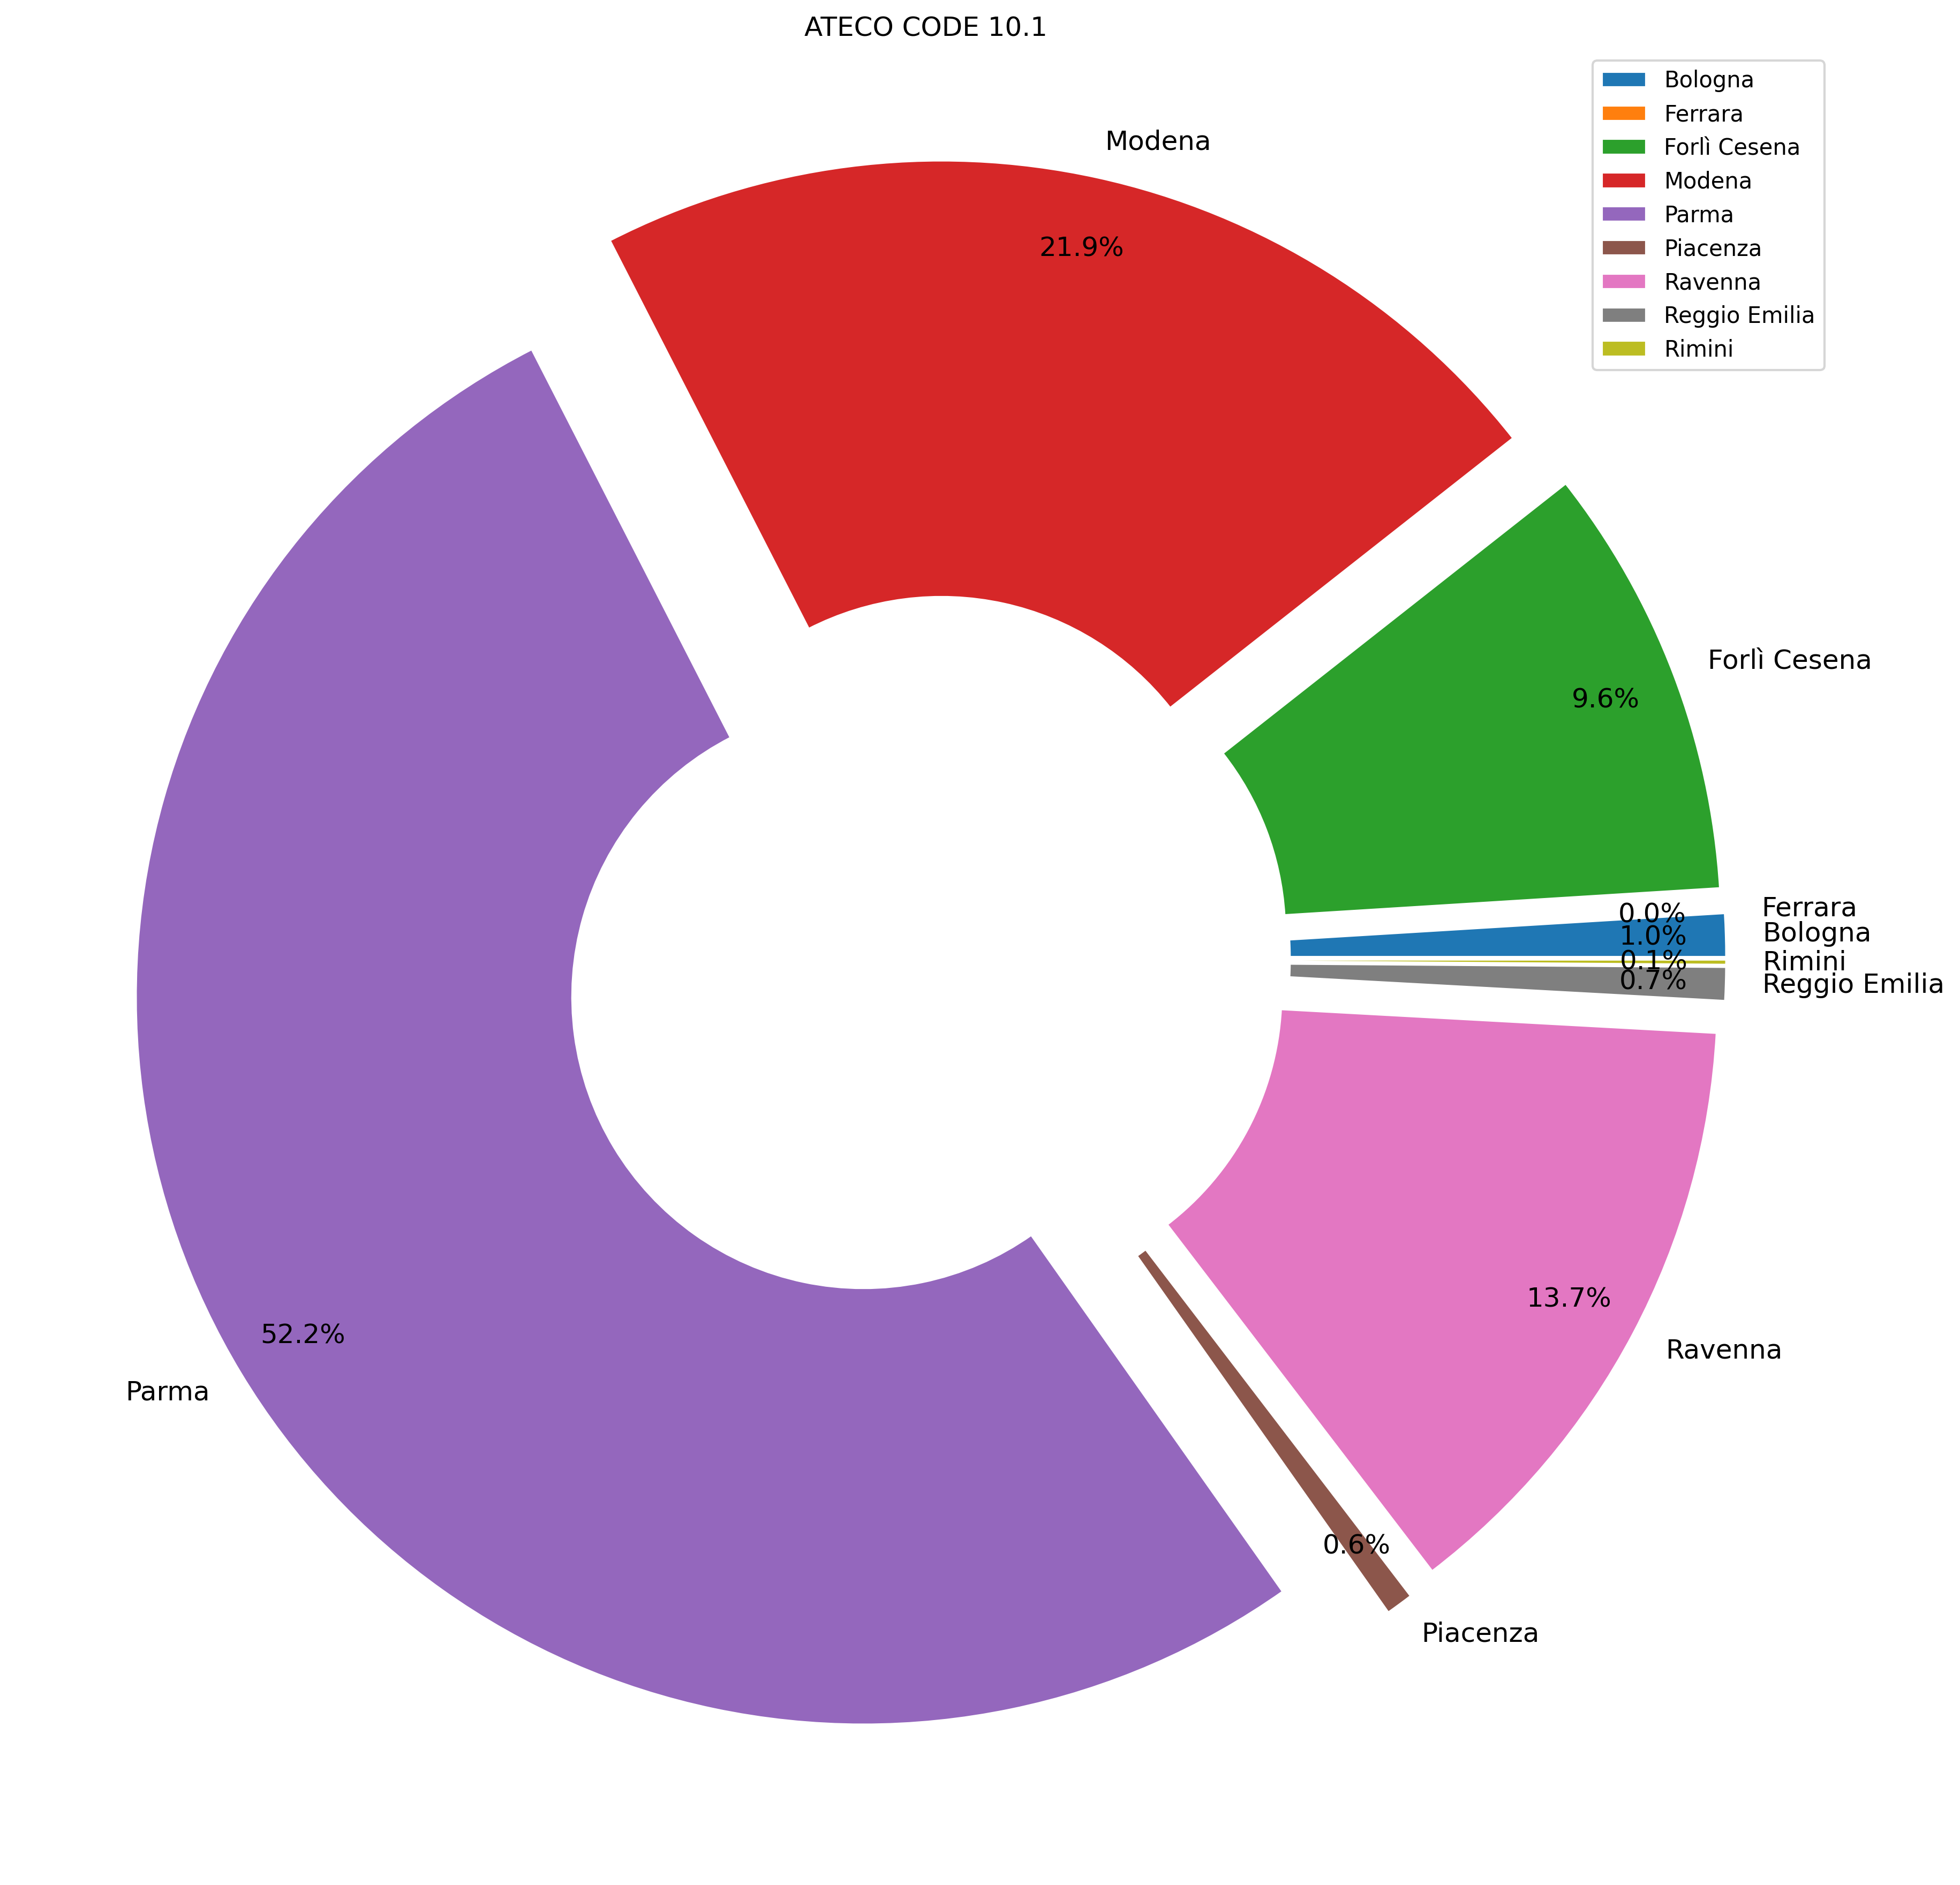 ATECO CODE 10.1
Bologna
Ferrara
Forlì Cesena
Modena
Parma
Piacenza
Ravenna
Reggio Emilia
Rimini
Modena
21.9%
Forlì Cesena
9.6%
Ferrara
0.0%
Bologna
1.0%
Rimini
0.1%
Reggio Emilia
0.7%
13.7%
Ravenna
52.2%
Parma
0.6%
Piacenza